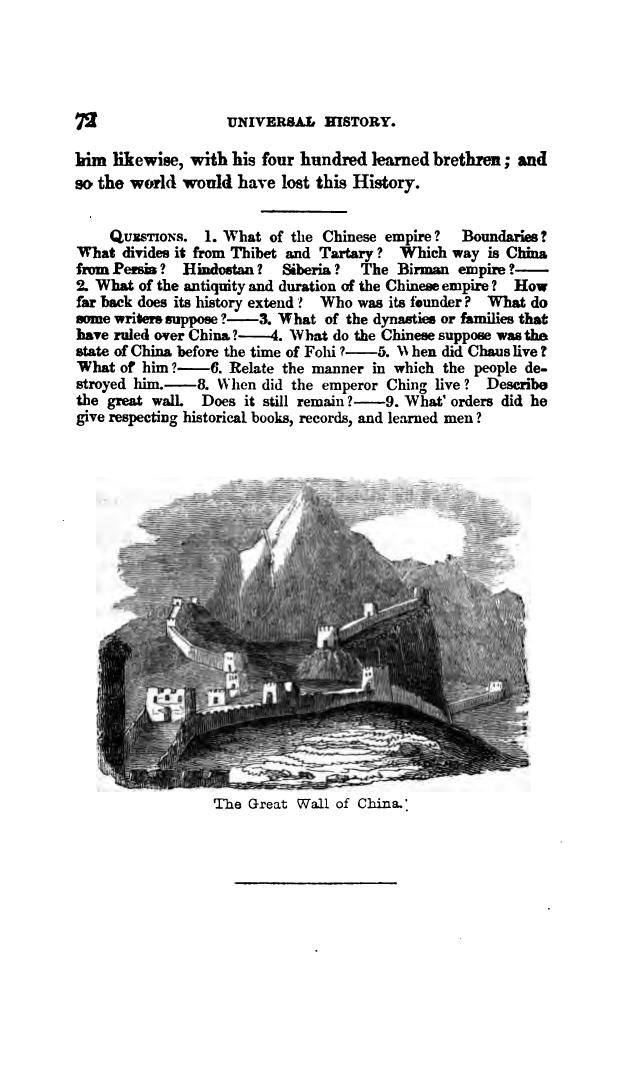 72 UNIVERSAL HISTORY.
him likewise, with his four hundred learned brethren; and
so the world would have lost this History.
QUESTIONS. 1. What of the Chinese empire? Boundaries?
What divides it from Thibet and Tartary? Which way is China
from Persia? Hindostan? Siberia? The Birman empire?——
2. What of the antiquity and duration of the Chinese empire? How
far back does its history extend? Who was its founder? What do
some writers suppose?——3. What of the dynasties or families that
have ruled over China?——4. What do the Chinese suppose was the
state of China before the time of Fohi?——5. When did Chaus live?
What of him?——6. Relate the manner in which the people de-
stroyed him.——8. When did the emperor Ching live? Describe
the great wall. Does it still remain?——9. What orders did he
give respecting historical books, records, and learned men?
The Great Wall of China.